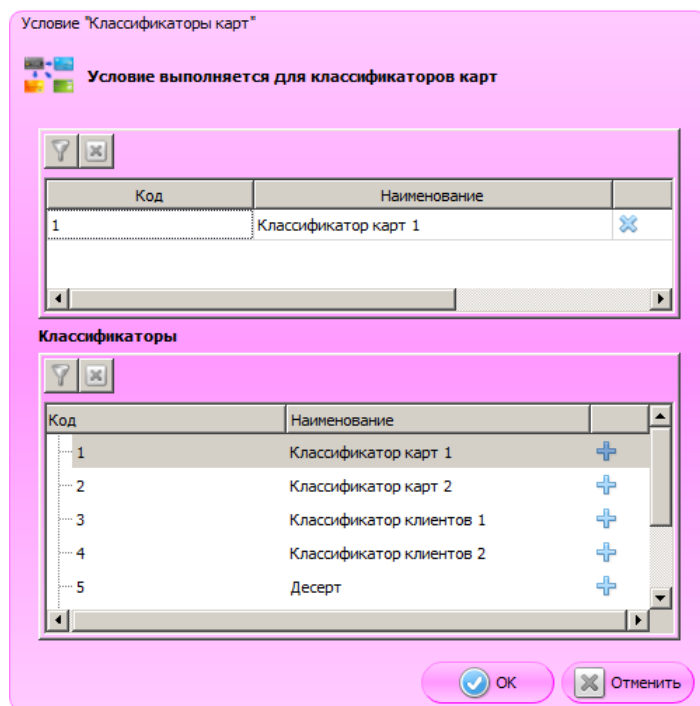 Условие "Классификаторы карт"
Условие выполняется для классификаторов карт
Код Наименование
1 Классификатор карт 1
Классификаторы
Код Наименование
1 Классификатор карт 1
2 Классификатор карт 2
3 Классификатор клиентов 1
4 Классификатор клиентов 2
5 Десерт
ОК Отменить